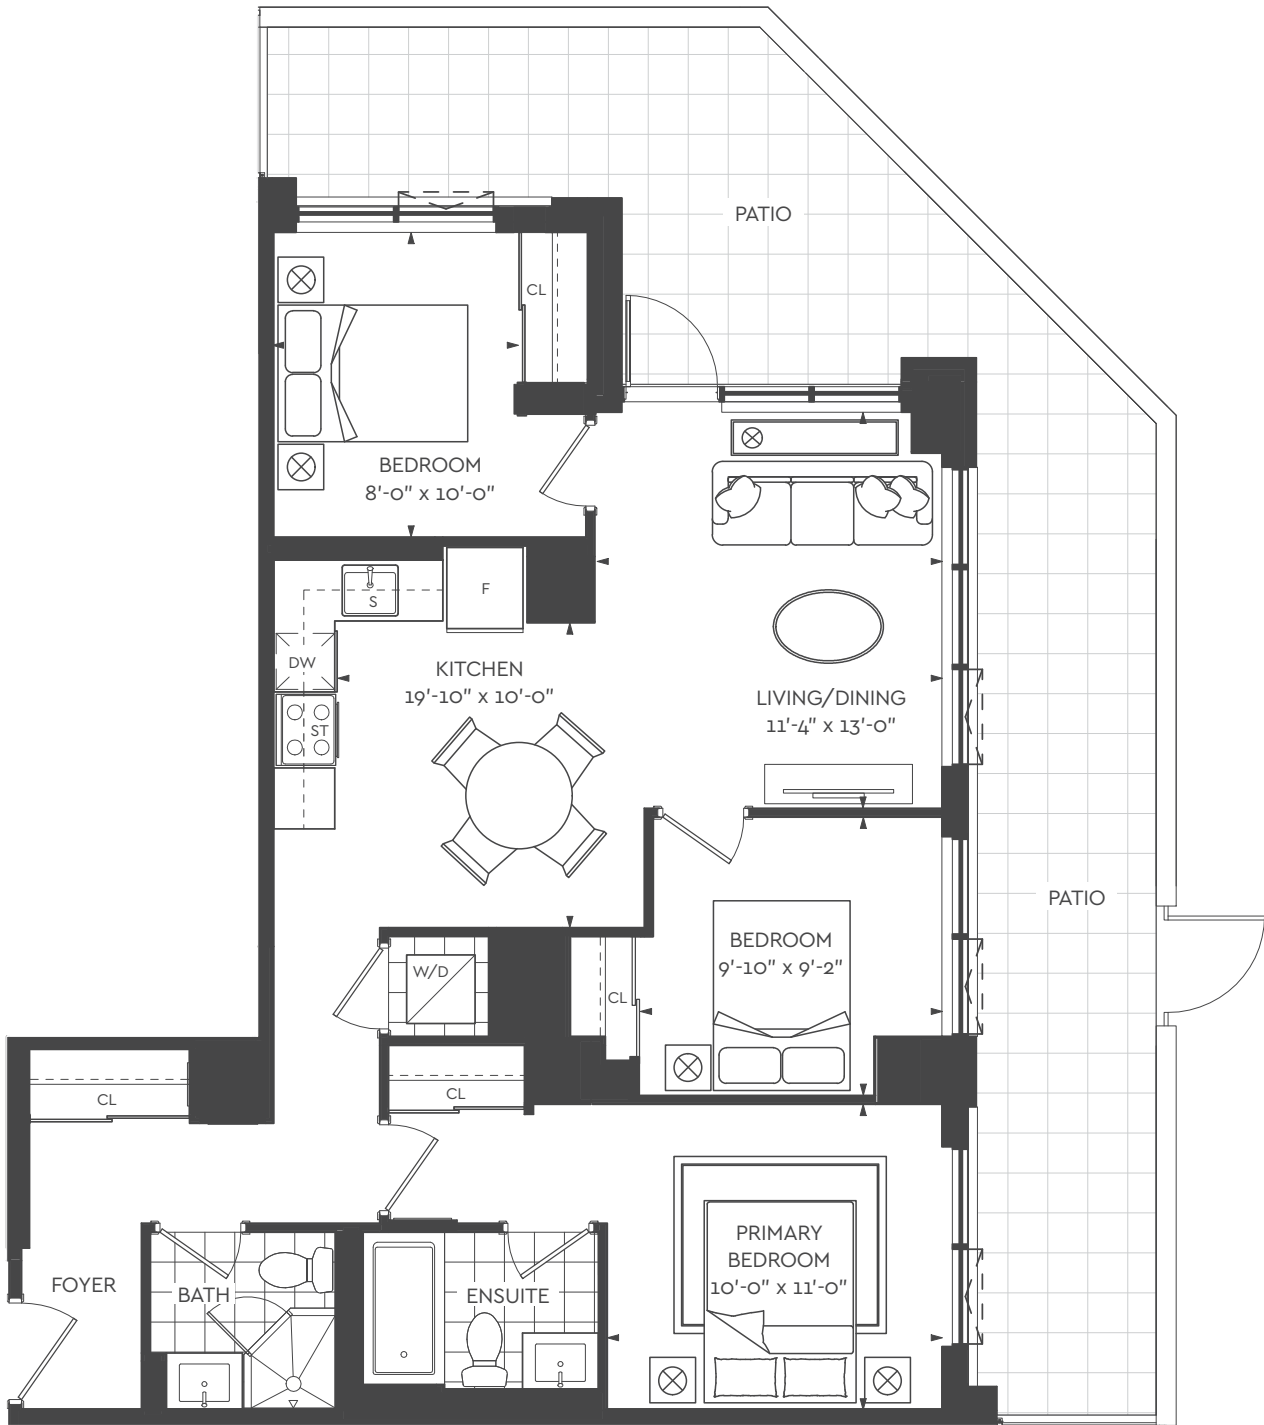 PATIO
CL
BEDROOM
8'-0" x 10'-0"
S
F
DW
KITCHEN
19'-10" x 10'-0"
ST
LIVING/DINING
11'-4" x 13'-0"
PATIO
BEDROOM
9'-10" x 9'-2"
W/D
CL
CL
CL
PRIMARY
BEDROOM
10'-0" x 11'-0"
FOYER
BATH
ENSUITE